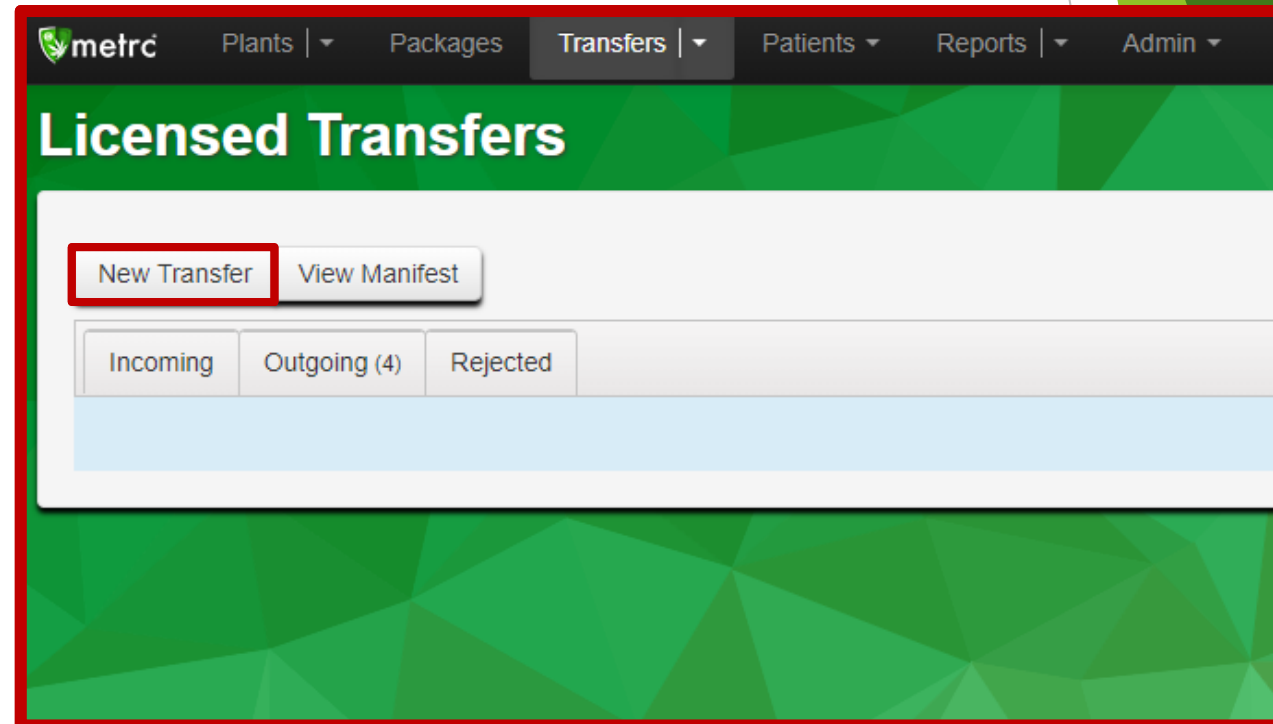 metrc Plants Packages Transfers Patients Reports Admin
Licensed Transfers
New Transfer View Manifest
Incoming Outgoing (4) Rejected